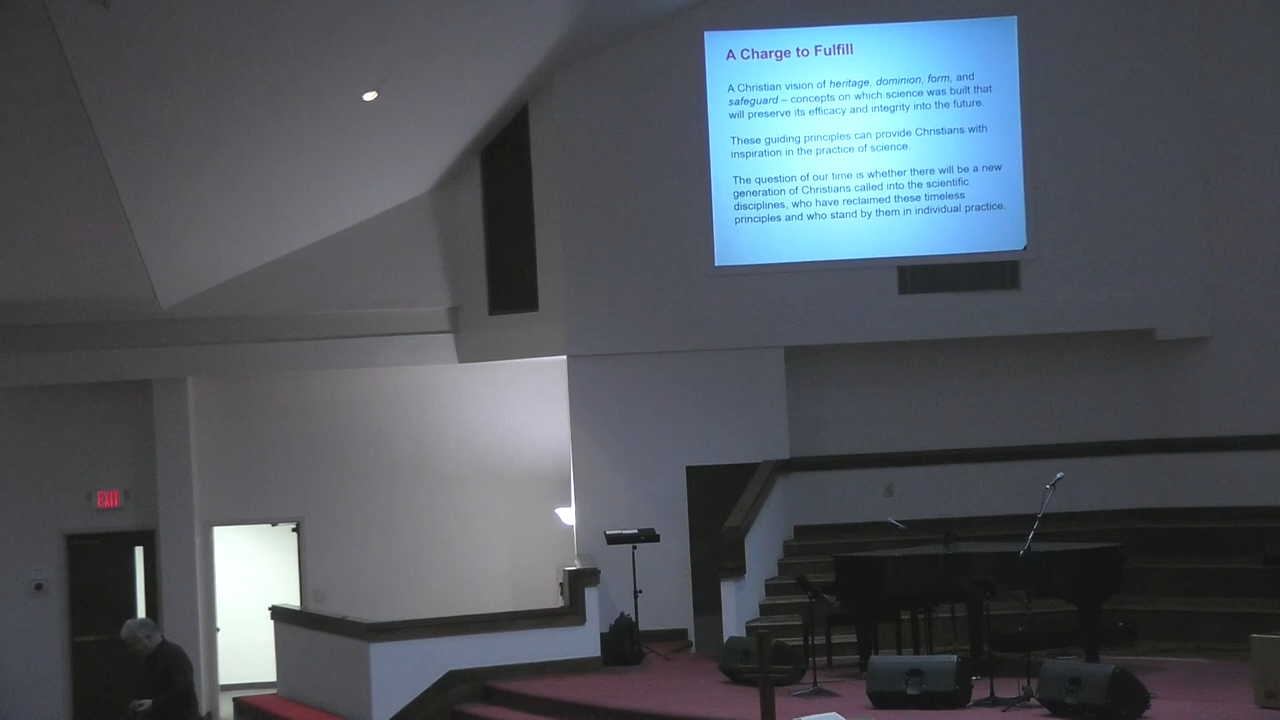 A Charge to Fulfill
A Christian vision of heritage, dominion, form, and
safeguard – concepts on which science was built that
will preserve its efficacy and integrity into the future.
These guiding principles can provide Christians with
inspiration in the practice of science
The question of our time is whether there will be a new
generation of Christians called into the scientific
disciplines, who have reclaimed these timeless
principles and who stand by them in individual practice.
EXIT